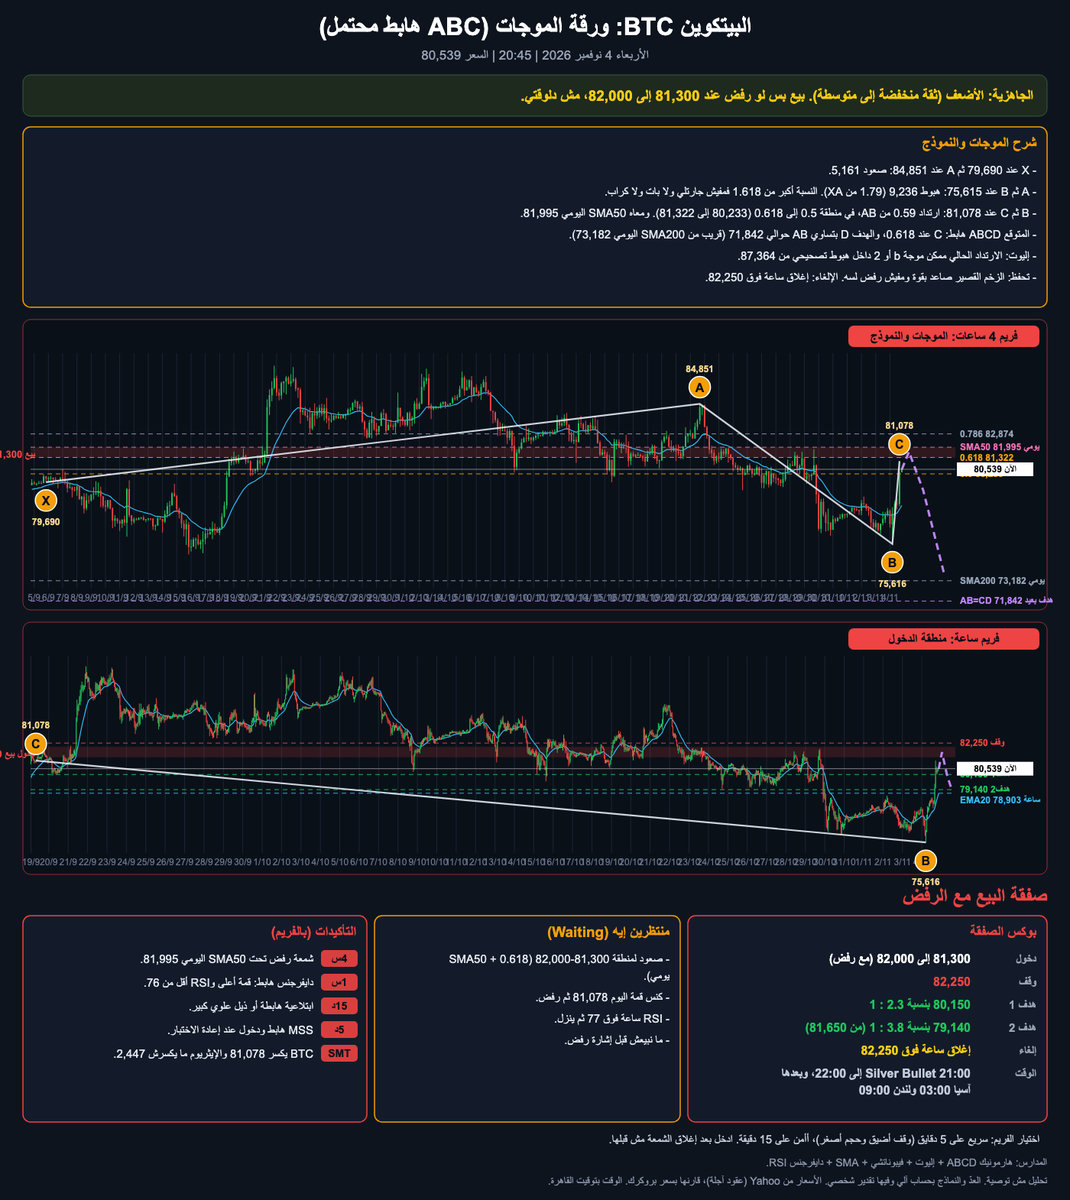 البيتكوين BTC: ورقة الموجات (ABC هابط محتمل)
الأربعاء 4 نوفمبر 2026 | 20:45 | السعر 80,539
الجاهزية: الأضعف (ثقة منخفضة إلى متوسطة). بيع بس لو رفض عند 81,300 إلى 82,000، مش دلوقتي.
شرح الموجات والنموذج
- X عند 79,690 ثم A عند 84,851: صعود 5,161.
- A ثم B عند 75,615: هبوط 9,236 (1.79 من XA). النسبة أكبر من 1.618 فمفيش جارتلي ولا بات ولا كراب.
- B ثم C عند 81,078: ارتداد 0.59 من AB، في منطقة 0.5 إلى 0.618 (80,233 إلى 81,322). ومعاه SMA50 اليومي 81,995.
- المتوقع ABCD هابط: C عند 0.618، والهدف D بتساوي AB حوالي 71,842 (قريب من SMA200 اليومي 73,182).
- إليوت: الارتداد الحالي ممكن موجة b أو 2 داخل هبوط تصحيحي من 87,364.
- تحفظ: الزخم القصير صاعد بقوة ومفيش رفض لسه. الإلغاء: إغلاق ساعة فوق 82,250.
فريم 4 ساعات: الموجات والنموذج
84,851
A
81,078
C
0.786 82,874
يومي SMA50 81,995
0.618 81,322
الآن 80,539
X
79,690
B
75,616
يومي SMA200 73,182
هدف بعيد AB=CD 71,842
فريم ساعة: منطقة الدخول
81,078
C
وقف 82,250
الآن 80,539
هدف2 79,140
ساعة EMA20 78,903
B
75,616
صفقة البيع مع الرفض
بوكس الصفقة
دخول 81,300 إلى 82,000 (مع رفض)
وقف 82,250
هدف 1 80,150 بنسبة 2.3 : 1
هدف 2 79,140 بنسبة 3.8 : 1 (من 81,650)
إلغاء إغلاق ساعة فوق 82,250
الوقت Silver Bullet 21:00 إلى 22:00، وبعدها
آسيا 03:00 ولندن 09:00
منتظرين إيه (Waiting)
- صعود لمنطقة 81,300-82,000 (0.618 + SMA50
يومي).
- كنس قمة اليوم 81,078 ثم رفض.
- RSI ساعة فوق 77 ثم ينزل.
- ما نبيعش قبل إشارة رفض.
التأكيدات (بالفريم)
4س شمعة رفض تحت SMA50 اليومي 81,995.
1س دايفرجنس هابط: قمة أعلى وRSI أقل من 76.
15د ابتلاعية هابطة أو ذيل علوي كبير.
5د MSS هابط ودخول عند إعادة الاختبار.
SMT BTC يكسر 81,078 والإيثريوم ما يكسرش 2,447.
اختيار الفريم: سريع على 5 دقايق (وقف أضيق وحجم أصغر)، أأمن على 15 دقيقة. ادخل بعد إغلاق الشمعة مش قبلها.
المدارس: هارمونيك ABCD + إليوت + فيبوناتشي + SMA + دايفرجنس RSI.
تحليل مش توصية. العدّ والنماذج بحساب آلي وفيها تقدير شخصي. الأسعار من Yahoo (عقود آجلة)، قارنها بسعر بروكرك. الوقت بتوقيت القاهرة.